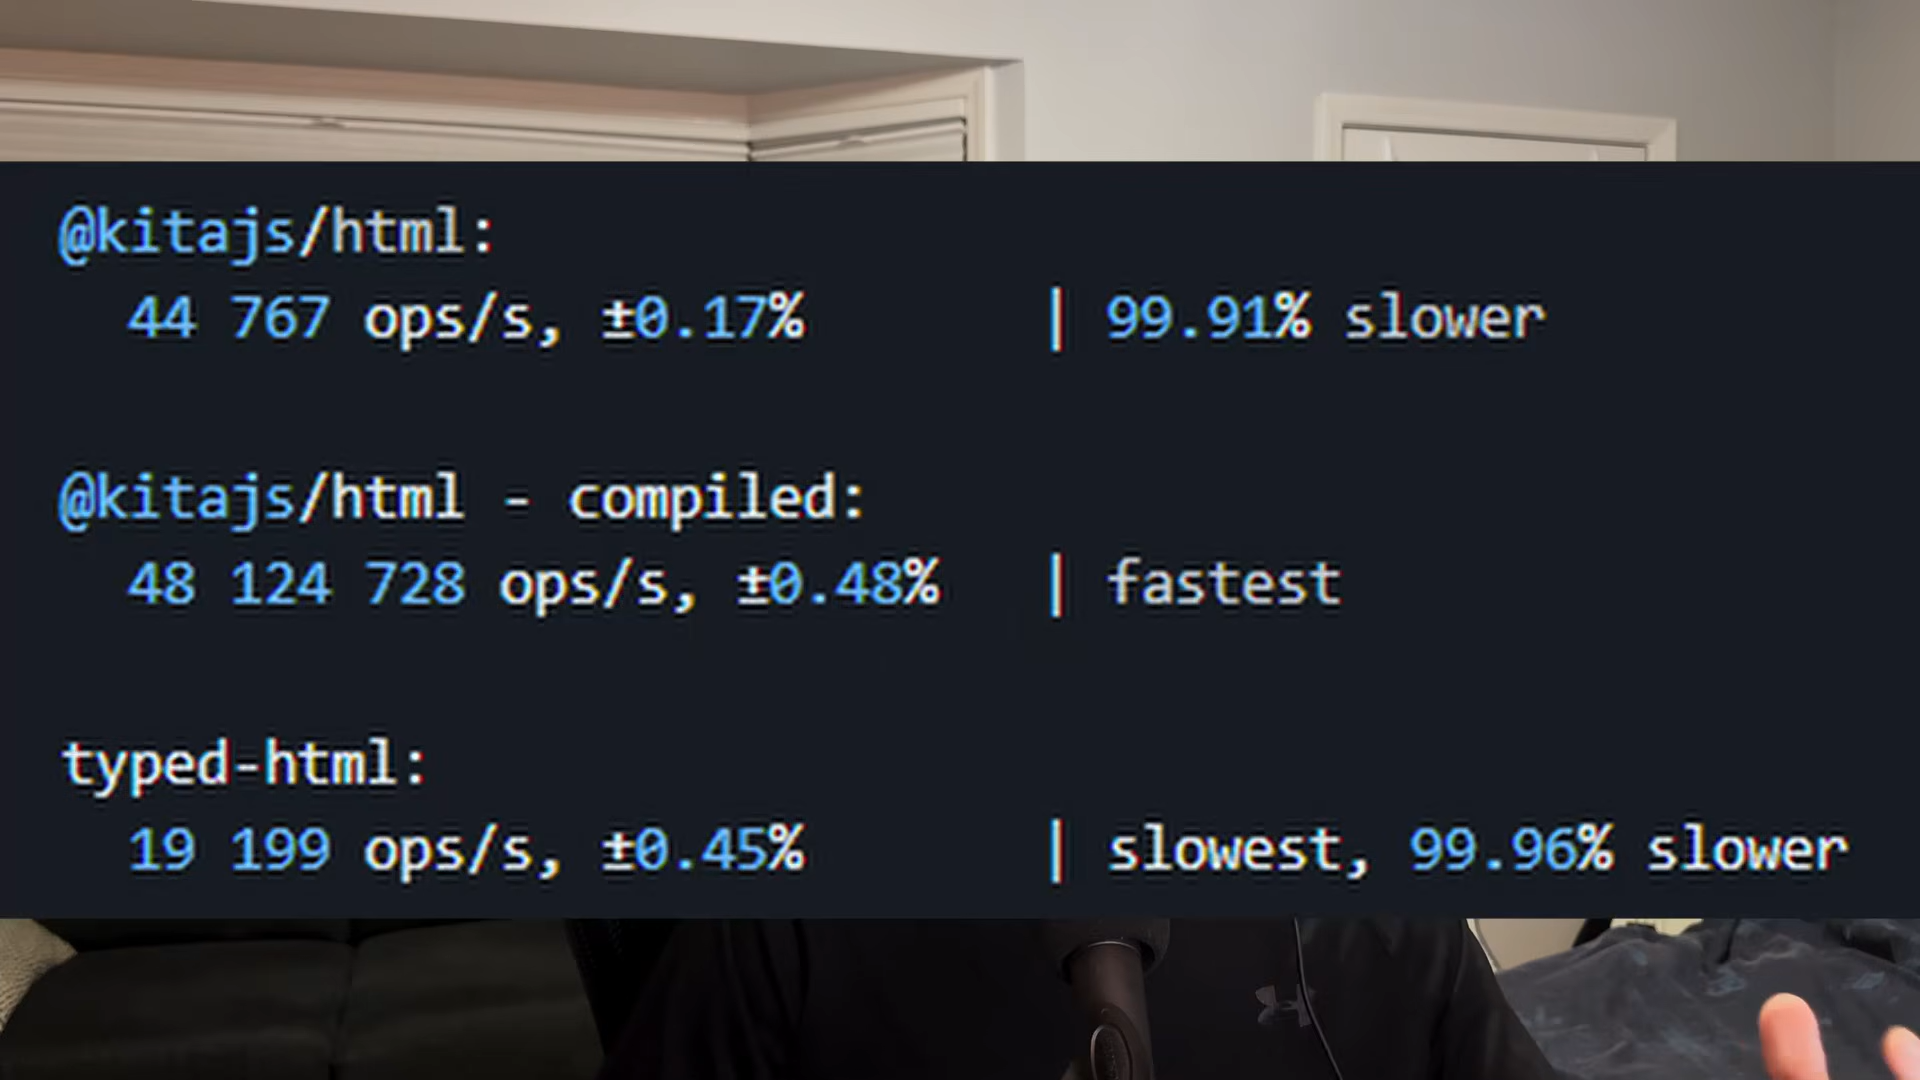 @kitajs/html:
44 767 ops/s, ±0.17% | 99.91% slower
@kitajs/html - compiled:
48 124 728 ops/s, ±0.48% | fastest
typed-html:
19 199 ops/s, ±0.45% | slowest, 99.96% slower